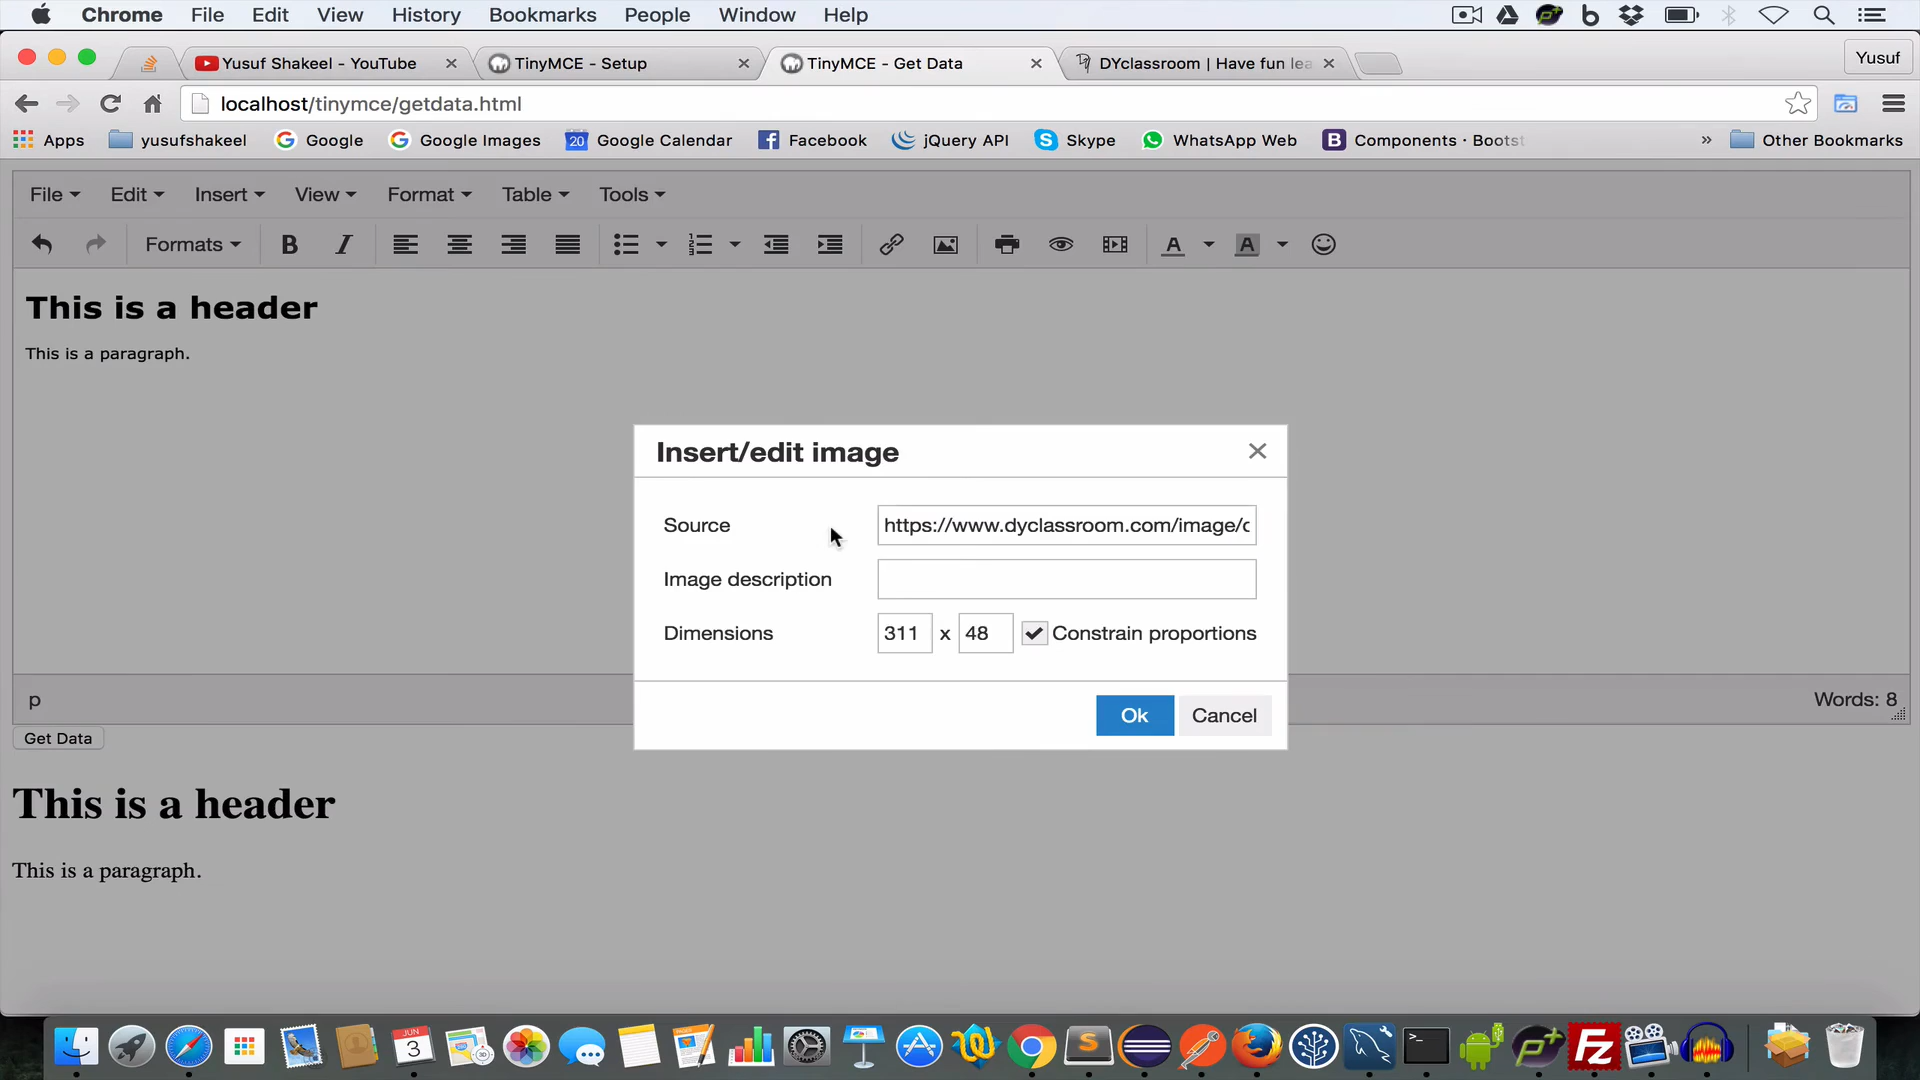 Chrome File Edit View History Bookmarks People Window Help
Yusuf Shakeel - YouTube TinyMCE - Setup TinyMCE - Get Data DYclassroom | Have fun lea Yusuf
localhost/tinymce/getdata.html
Apps yusufshakeel Google Google Images 20 Google Calendar Facebook jQuery API Skype WhatsApp Web B Components · Bootst » Other Bookmarks
File Edit Insert View Format Table Tools
Formats B I A A
This is a header
This is a paragraph.
Insert/edit image
Source https://www.dyclassroom.com/image/c
Image description
Dimensions 311 x 48 Constrain proportions
Ok Cancel
p Words: 8
Get Data
This is a header
This is a paragraph.
JUN
3